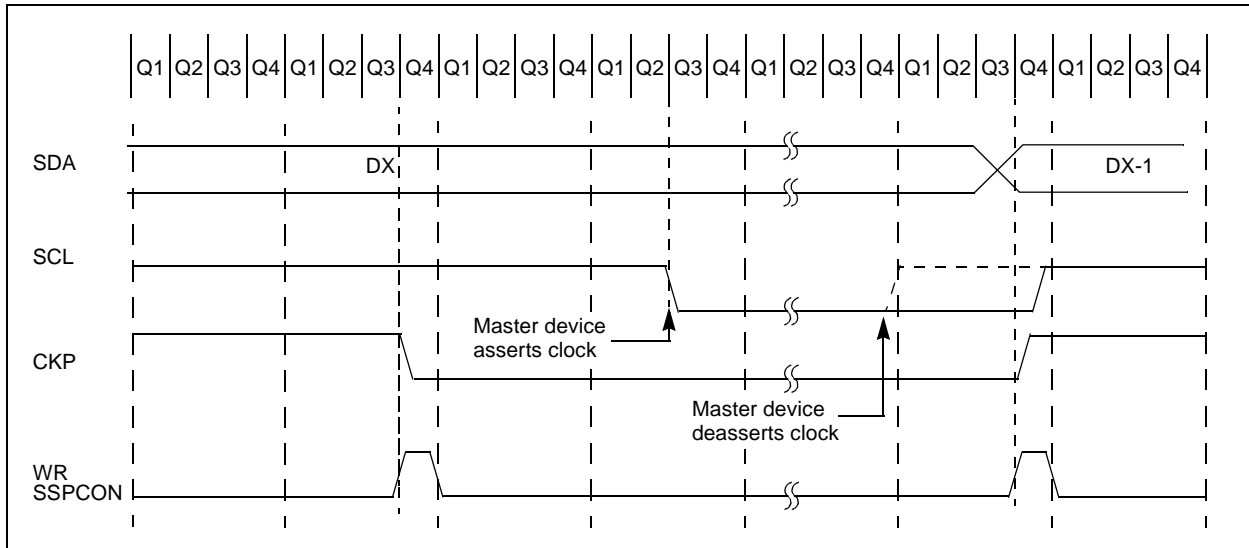 Q1 Q2 Q3 Q4 Q1 Q2 Q3 Q4 Q1 Q2 Q3 Q4 Q1 Q2 Q3 Q4 Q1 Q2 Q3 Q4 Q1 Q2 Q3 Q4 Q1 Q2 Q3 Q4
SDA
DX
DX-1
SCL
Master device
asserts clock
CKP
Master device
deasserts clock
WR
SSPCON